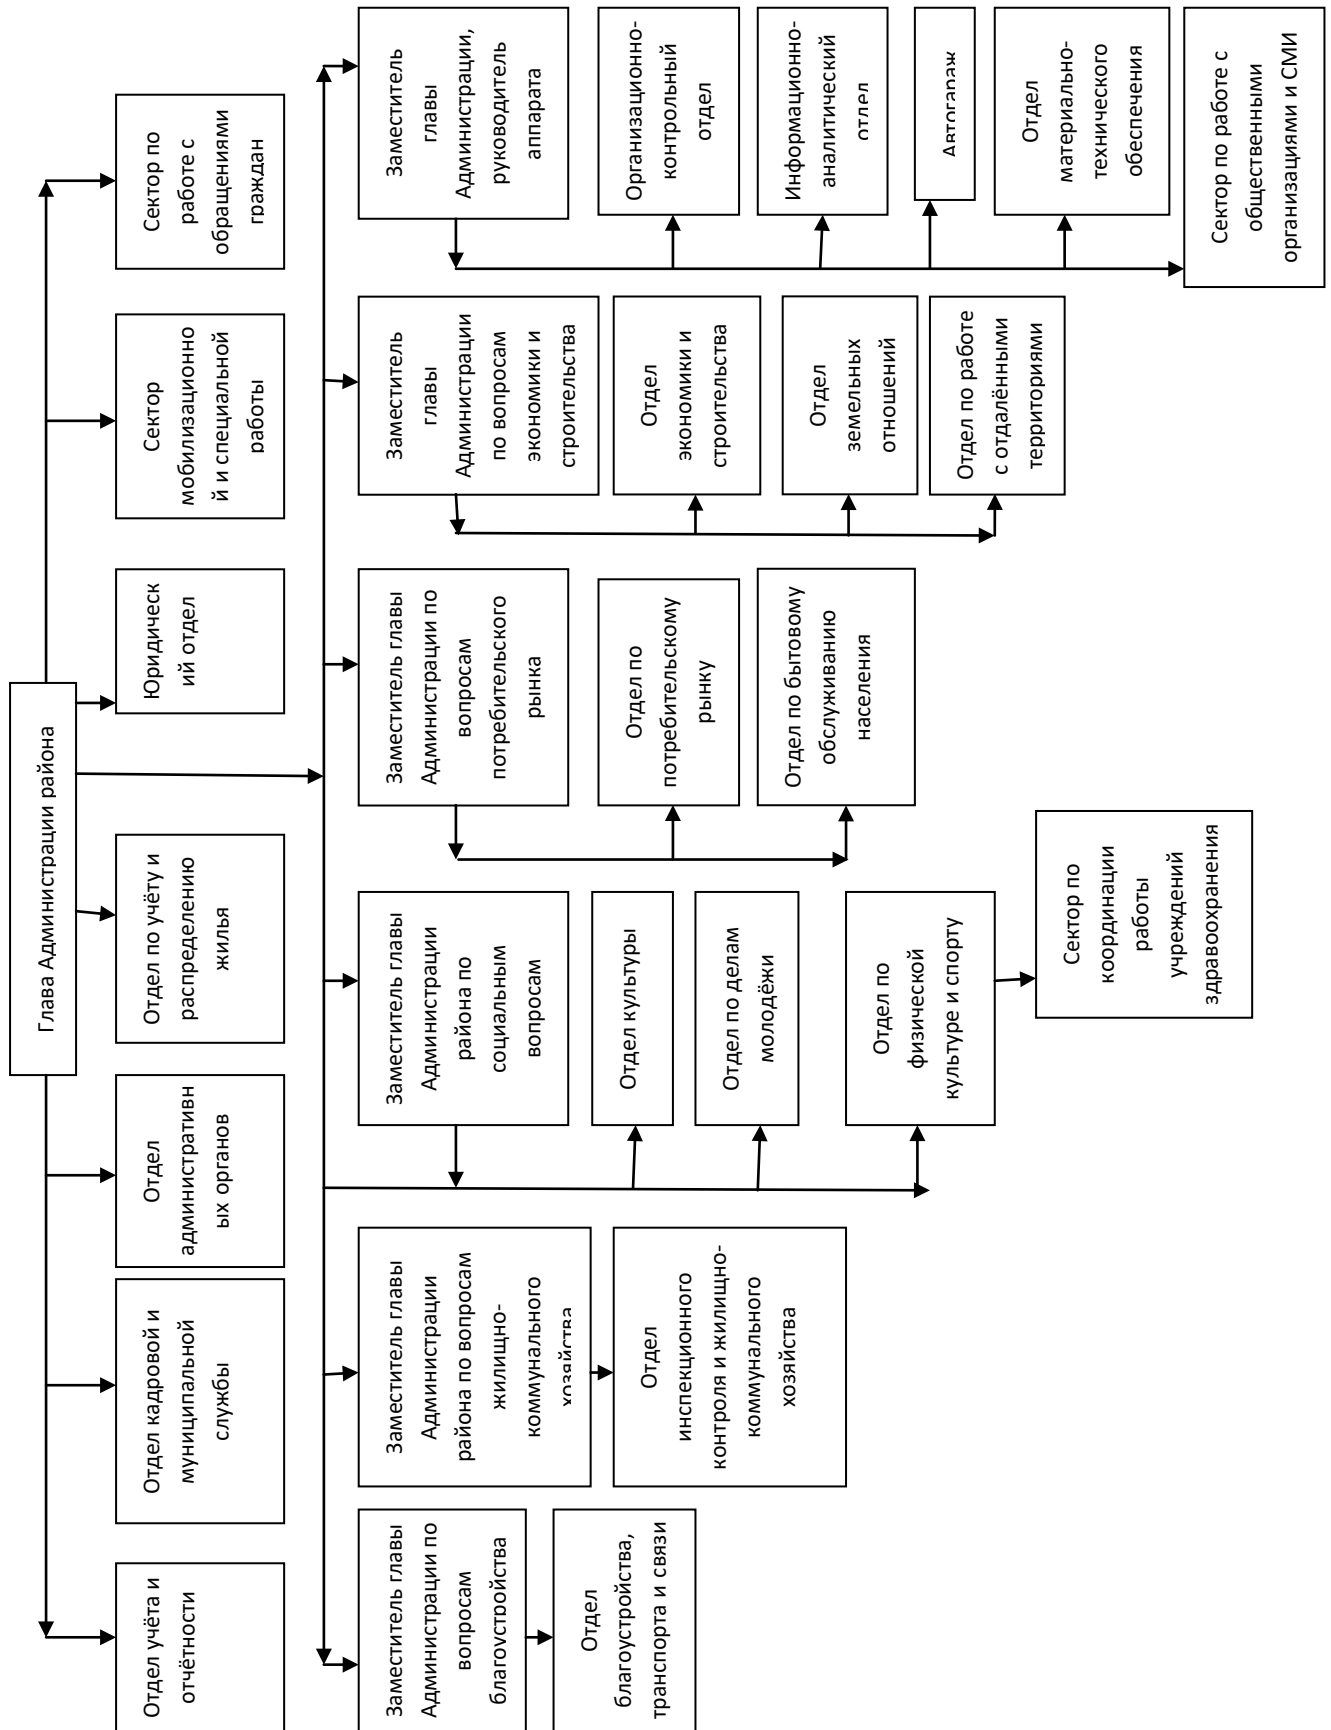 Глава Администрации района
Отдел учёта и
отчётности
Отдел кадровой и
муниципальной
службы
Отдел
административн
ых органов
Отдел по учёту и
распределению
жилья
Юридическ
ий отдел
Сектор
мобилизационно
й и специальной
работы
Сектор по
работе с
обращениями
граждан
Заместитель главы
Администрации по
вопросам
благоустройства
Заместитель главы
Администрации
района по вопросам
жилищно-
коммунального
хозяйства
Заместитель главы
Администрации
района по
социальным
вопросам
Заместитель главы
Администрации по
вопросам
потребительского
рынка
Заместитель
главы
Администрации
по вопросам
экономики и
строительства
Заместитель
главы
Администрации,
руководитель
аппарата
Отдел
благоустройства,
транспорта и связи
Отдел
инспекционного
контроля и жилищно-
коммунального
хозяйства
Отдел культуры
Отдел по делам
молодёжи
Отдел по
физической
культуре и спорту
Сектор по
координации
работы
учреждений
здравоохранения
Отдел по
потребительскому
рынку
Отдел по бытовому
обслуживанию
населения
Отдел
экономики и
строительства
Отдел
земельных
отношений
Отдел по работе
с отдалёнными
территориями
Организационно-
контрольный
отдел
Информационно-
аналитический
отдел
Автогараж
Отдел
материально-
технического
обеспечения
Сектор по работе с
общественными
организациями и СМИ